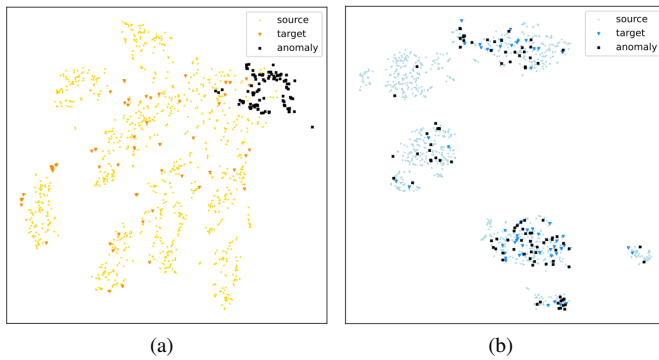 source
target
anomaly
source
target
anomaly
(a)
(b)